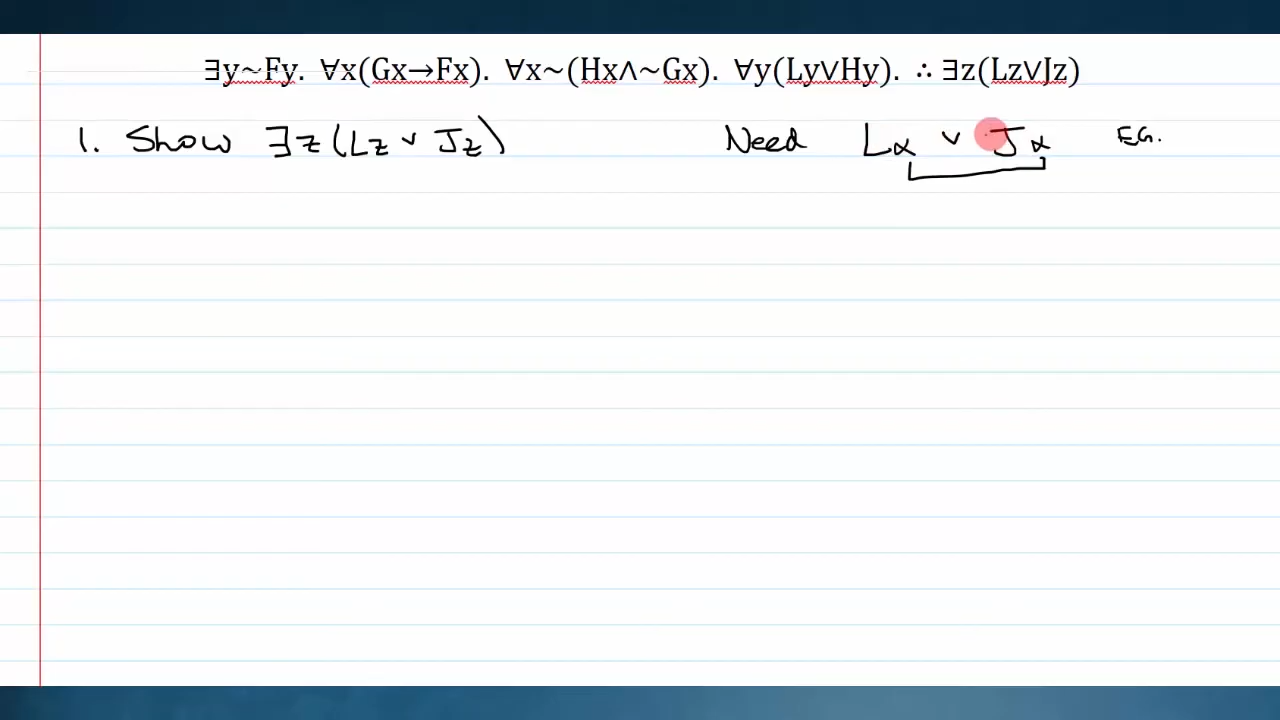 ∃y~Fy. ∀x(Gx→Fx). ∀x~(Hx∧~Gx). ∀y(Ly∨Hy). ∴ ∃z(Lz∨Jz)
1. Show ∃z(Lz ∨ Jz) Need Lα ∨ Jα EG.